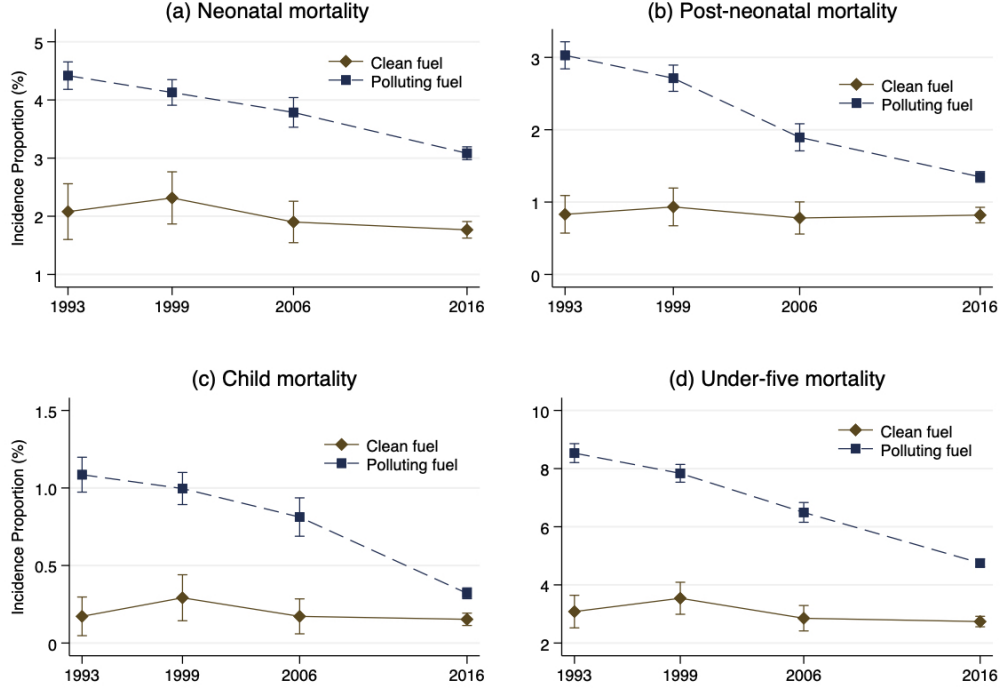 (a) Neonatal mortality
Incidence Proportion (%)
5
4
3
2
1
Clean fuel
Polluting fuel
1993 1999 2006 2016
(b) Post-neonatal mortality
3
2
1
0
Clean fuel
Polluting fuel
1993 1999 2006 2016
(c) Child mortality
Incidence Proportion (%)
1.5
1.0
0.5
0
Clean fuel
Polluting fuel
1993 1999 2006 2016
(d) Under-five mortality
10
8
6
4
2
Clean fuel
Polluting fuel
1993 1999 2006 2016